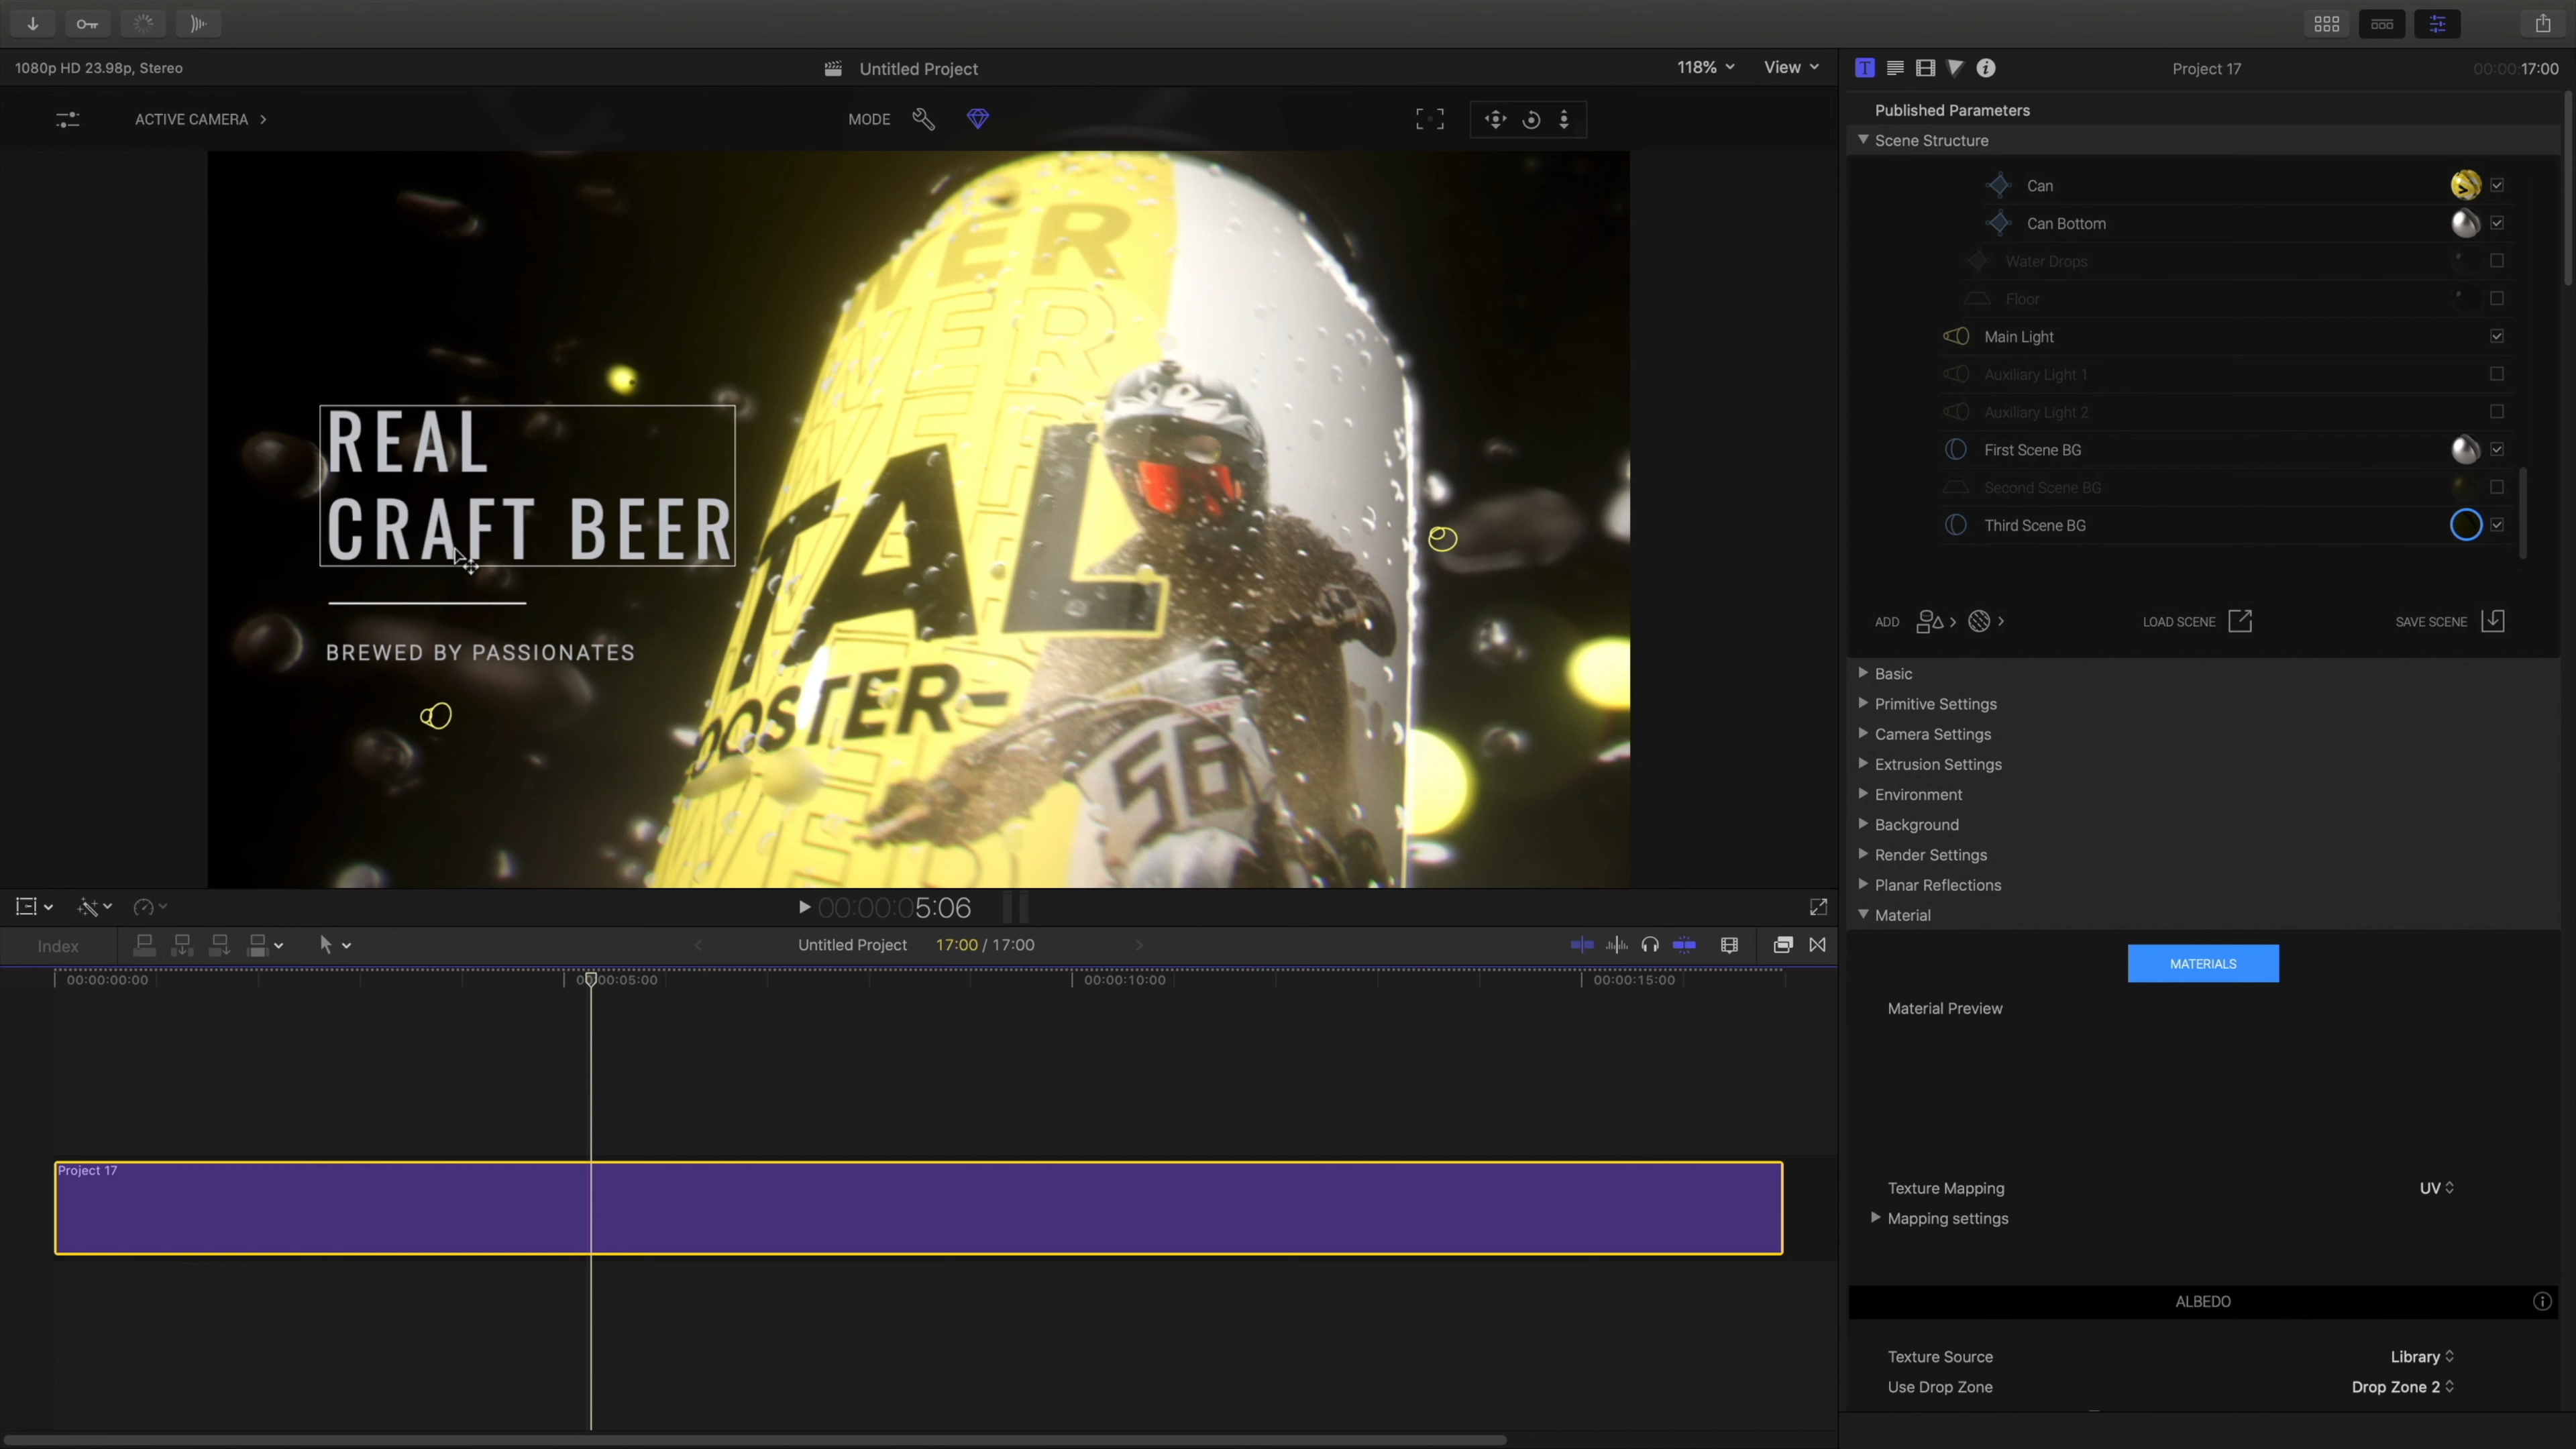 1080p HD 23.98p, Stereo
Untitled Project
118%
View
Project 17
00:00:00:17:00
ACTIVE CAMERA
MODE
Published Parameters
Scene Structure
Can
Can Bottom
Water Drops
Floor
Main Light
Auxiliary Light 1
Auxiliary Light 2
First Scene BG
Second Scene BG
Third Scene BG
ADD
LOAD SCENE
SAVE SCENE
Basic
Primitive Settings
Camera Settings
Extrusion Settings
Environment
Background
Render Settings
Planar Reflections
Material
MATERIALS
Material Preview
Texture Mapping
UV
Mapping settings
ALBEDO
Texture Source
Library
Use Drop Zone
Drop Zone 2
REAL
CRAFT BEER
BREWED BY PASSIONATES
TAL
OOSTER-
56
00:00:05:06
Index
Untitled Project
17:00 / 17:00
00:00:00:00
00:00:05:00
00:00:10:00
00:00:15:00
Project 17